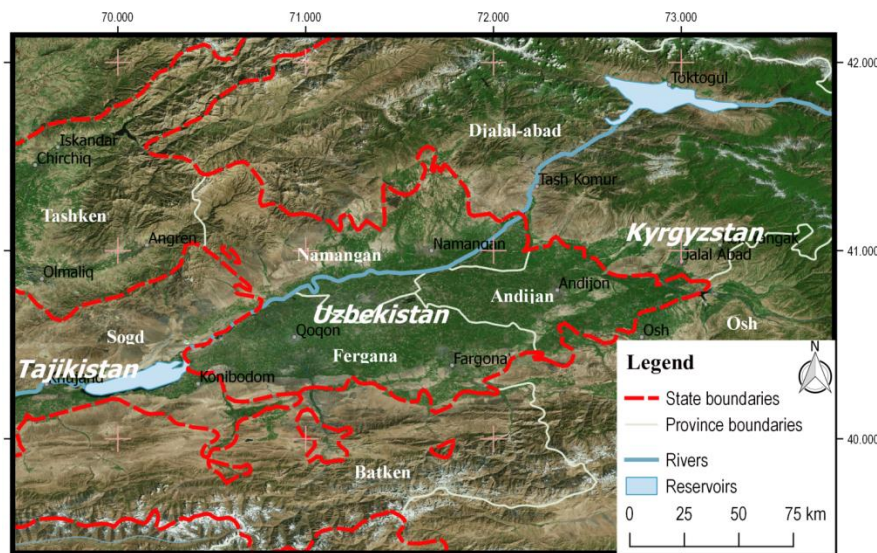 70.000 71.000 72.000 73.000
42.000
Toktogul
Iskandar
Chirchiq
Djalal-abad
Tash Komur
Tashken
Angren
Namangan
Namangan
Kyrgyzstan
Jalal Abad
41.000
Olmaliq
Andijan
Andijon
Uzbekistan
Sogd
Qoqon
Osh
Osh
Fergana
Fargona'
Tajikistan
Khujand
Konibodom
Batken
40.000
N
Legend
State boundaries
Province boundaries
Rivers
Reservoirs
0 25 50 75 km